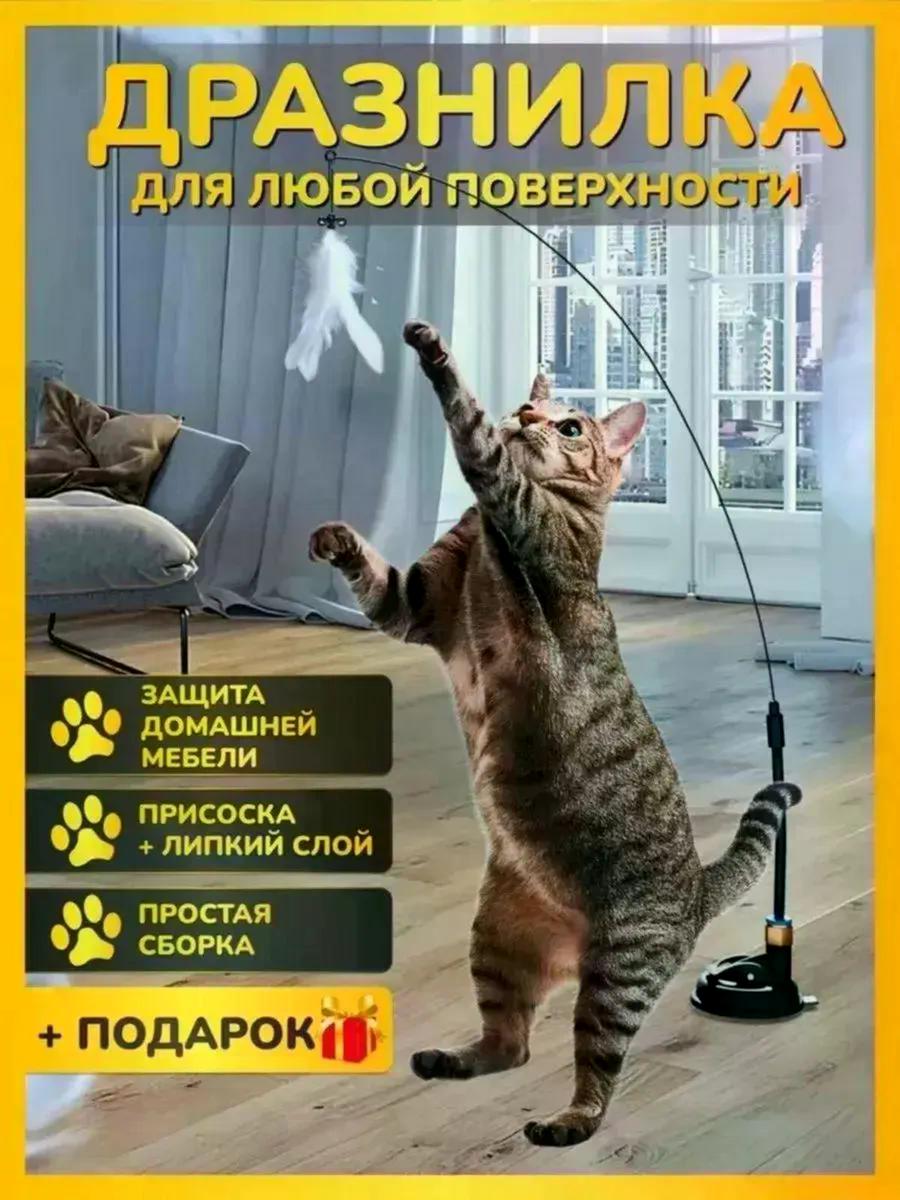 ДРАЗНИЛКА
ДЛЯ ЛЮБОЙ ПОВЕРХНОСТИ
ЗАЩИТА
ДОМАШНЕЙ
МЕБЕЛИ
ПРИСОСКА
+ ЛИПКИЙ СЛОЙ
ПРОСТАЯ
СБОРКА
+ ПОДАРОК